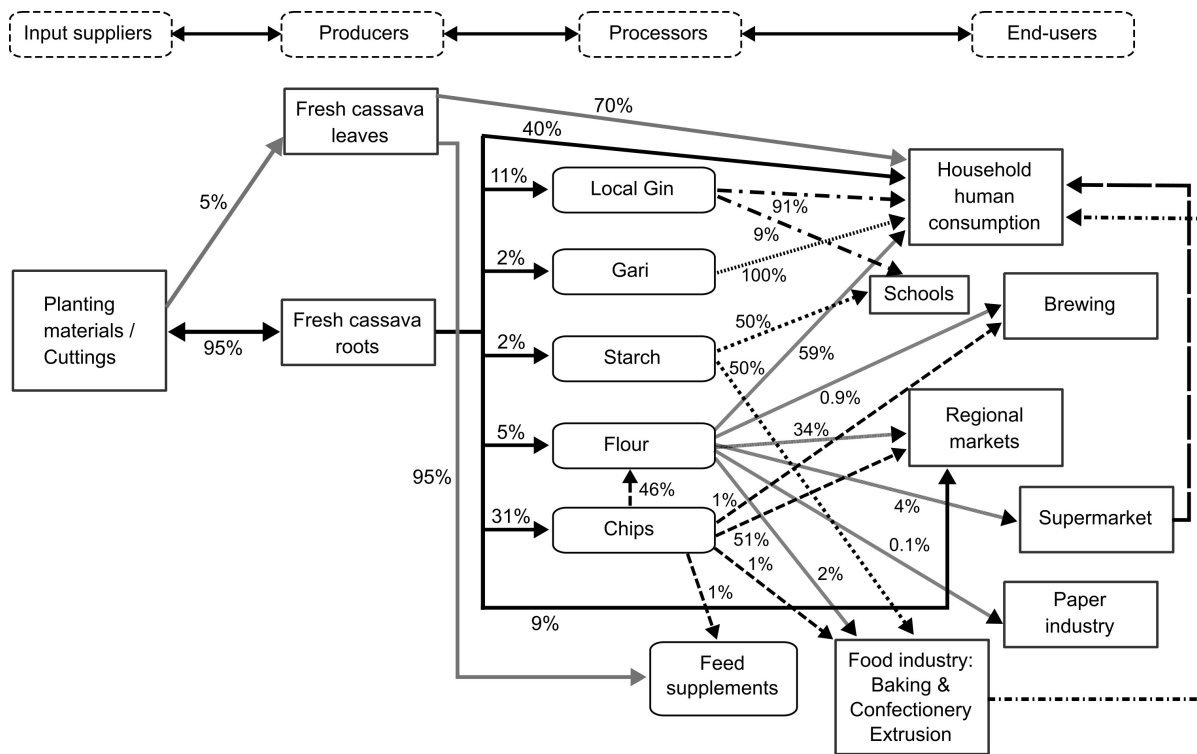 Input suppliers
Producers
Processors
End-users
Fresh cassava
leaves
70%
40%
5%
11%
Local Gin
91%
9%
Household
human
consumption
2%
Gari
100%
Schools
Planting
materials /
Cuttings
95%
Fresh cassava
roots
2%
Starch
50%
50%
59%
Brewing
0.9%
5%
Flour
34%
Regional
markets
95%
46%
31%
Chips
1%
51%
1%
1%
4%
Supermarket
0.1%
2%
9%
Paper
industry
Feed
supplements
Food industry:
Baking &
Confectionery
Extrusion